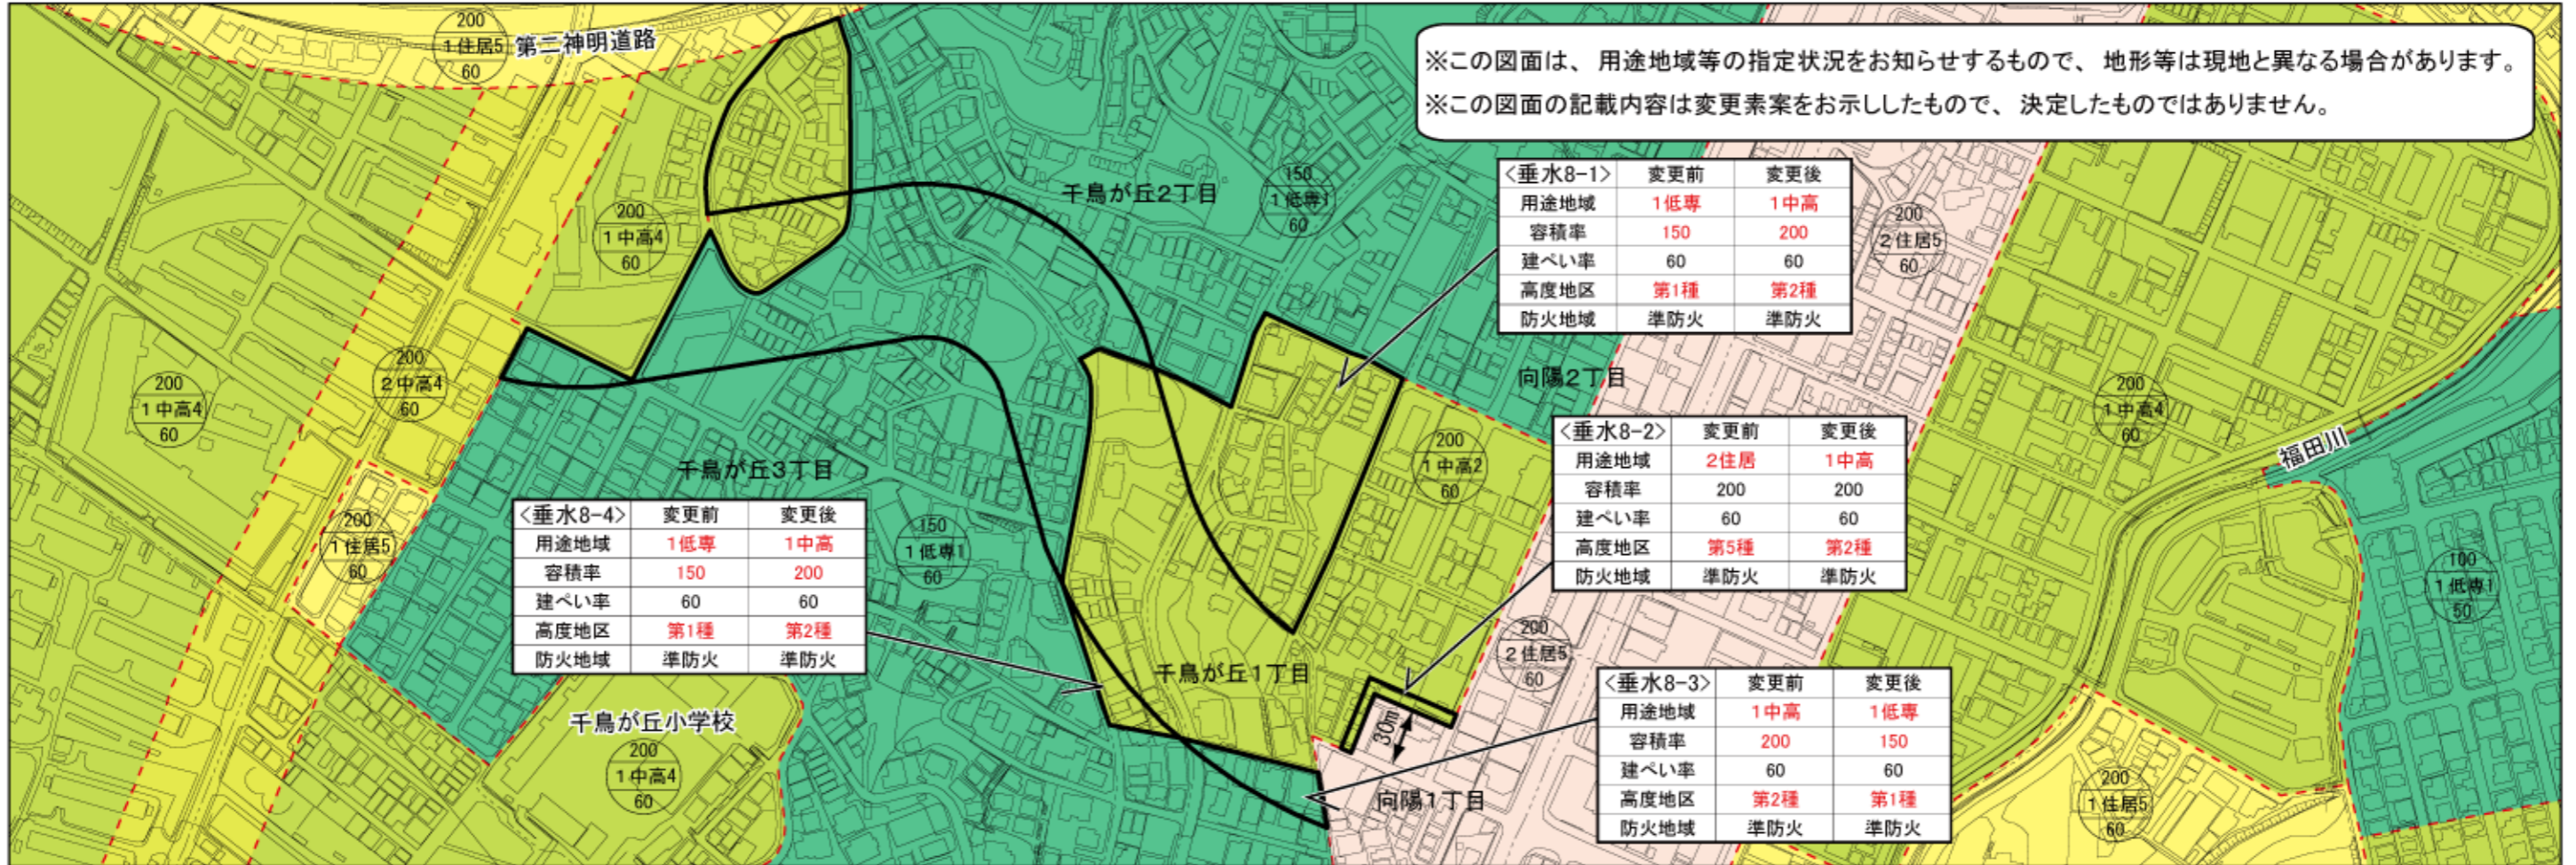 ※この図面は、用途地域等の指定状況をお知らせするもので、地形等は現地と異なる場合があります。
※この図面の記載内容は変更素案をお示ししたもので、決定したものではありません。
200
1住居5
60
第二神明道路
200
1中高4
60
千鳥が丘2丁目
150
1低専1
60
<垂水8-1> 変更前 変更後
用途地域 1低専 1中高
容積率 150 200
建ぺい率 60 60
高度地区 第1種 第2種
防火地域 準防火 準防火
200
2住居5
60
200
1中高4
60
200
2中高4
60
向陽2丁目
200
1中高4
60
福田川
千鳥が丘3丁目
200
1中高2
60
<垂水8-2> 変更前 変更後
用途地域 2住居 1中高
容積率 200 200
建ぺい率 60 60
高度地区 第5種 第2種
防火地域 準防火 準防火
200
1住居5
60
<垂水8-4> 変更前 変更後
用途地域 1低専 1中高
容積率 150 200
建ぺい率 60 60
高度地区 第1種 第2種
防火地域 準防火 準防火
150
1低専1
60
100
1低専1
50
千鳥が丘1丁目
200
2住居5
60
<垂水8-3> 変更前 変更後
用途地域 1中高 1低専
容積率 200 150
建ぺい率 60 60
高度地区 第2種 第1種
防火地域 準防火 準防火
30m
千鳥が丘小学校
200
1中高4
60
向陽1丁目
200
1住居5
60